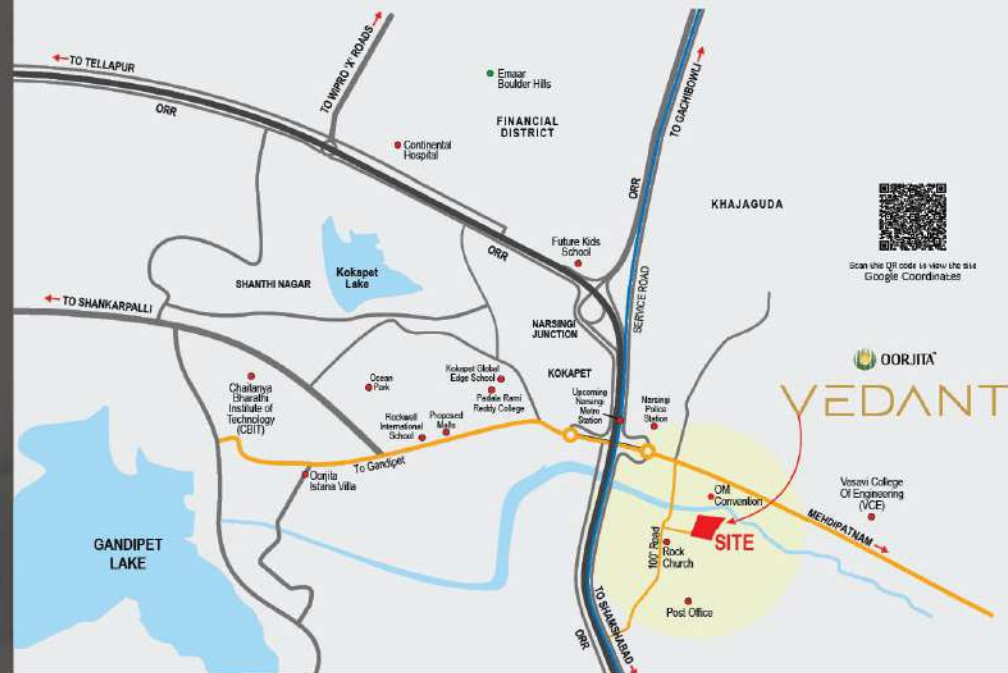 TO TELLAPUR
ORR
TO WIPRO 'X' ROADS
Emaar
Boulder Hills
FINANCIAL
DISTRICT
Continental
Hospital
TO GACHIBOWLI
ORR
KHAJAGUDA
Scan this QR code to view the site
Google Coordinates
ORR
Future Kids
School
SERVICE ROAD
SHANTHI NAGAR
Kokapet
Lake
TO SHANKARPALLI
NARSINGI
JUNCTION
KOKAPET
OORJITA
VEDANT
Chaitanya
Bharathi
Institute of
Technology
(CBIT)
Ocean
Park
Kokapet Global
Edge School
Padala Rami
Reddy College
Upcoming
Narsingi
Metro
Station
Narsingi
Police
Station
Rockwell
International
School
Proposed
Malls
To Gandipet
Oorjita
Istana Villa
OM
Convention
Vasavi College
Of Engineering
(VCE)
MEHDIPATNAM
GANDIPET
LAKE
SITE
100' Road
Rock
Church
Post Office
TO SHAMSHABAD
ORR